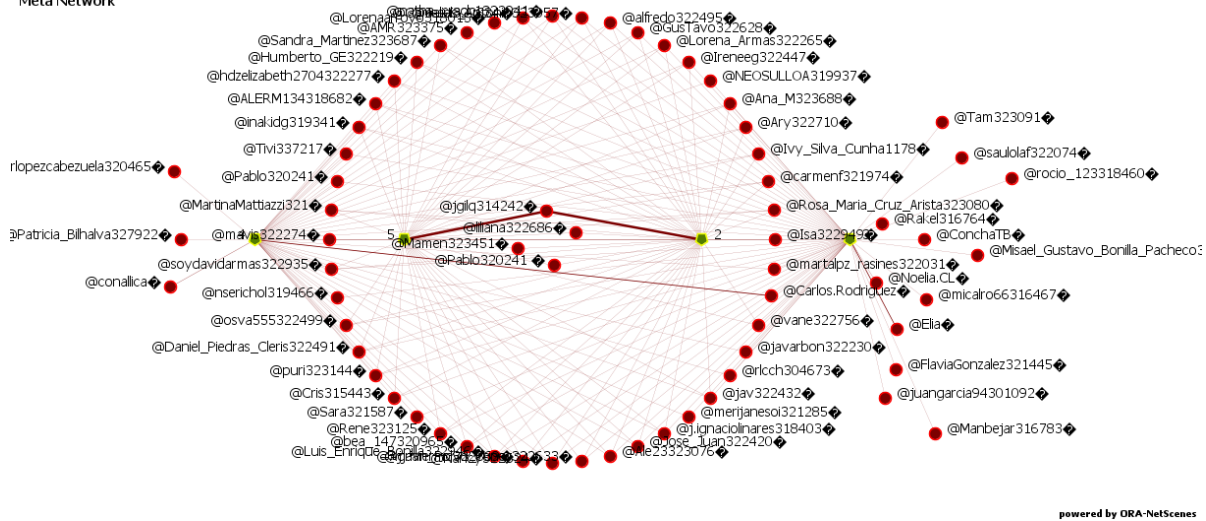 Meta Network
@alfredo322495�
@GusTavo322628�
@AMR323375�
@Sandra_Martinez323687�
@Lorena_Armas322265�
@Humberto_GE322219�
@Ireneeg322447�
@hdzelizabeth2704322277�
@NEOSULLOA319937�
@ALERM134318682�
@Ana_M323688�
@Tam323091�
@inakidg319341�
@Ary322710�
@Tivi337217�
@Ivy_Silva_Cunha1178�
@saulolaf322074�
rlopezcabezuela320465�
@Pablo320241�
@carmenf321974�
@rocio_123318460�
@MartinaMattiazzi321�
@jgilq314242�
@Rosa_Maria_Cruz_Arista323080�
@Rakel316764�
@liliana322686�
@Patricia_Bilhalva327922�
5
2
@ConchaTB�
@Mamen323451�
@Misael_Gustavo_Bonilla_Pacheco3
@soydavidarmas322935�
@Pablo320241�
@martalpz_rasines322031�
@conallica�
@Noelia.CL�
@nserichol319466�
@Carlos.Rodriguez�
@micalro66316467�
@osva555322499�
@vane322756�
@Elia�
@Daniel_Piedras_Cleris322491�
@javarbon322230�
@puri323144�
@rlcch304673�
@FlaviaGonzalez321445�
@Cris315443�
@jav322432�
@juangarcia94301092�
@Sara321587�
@merijanesoi321285�
@Rene323125�
@j.ignaciolinares318403�
@Manbejar316783�
@bea_147320965�
@Jose_Juan322420�
@Ale23323076�
powered by ORA-NetScenes